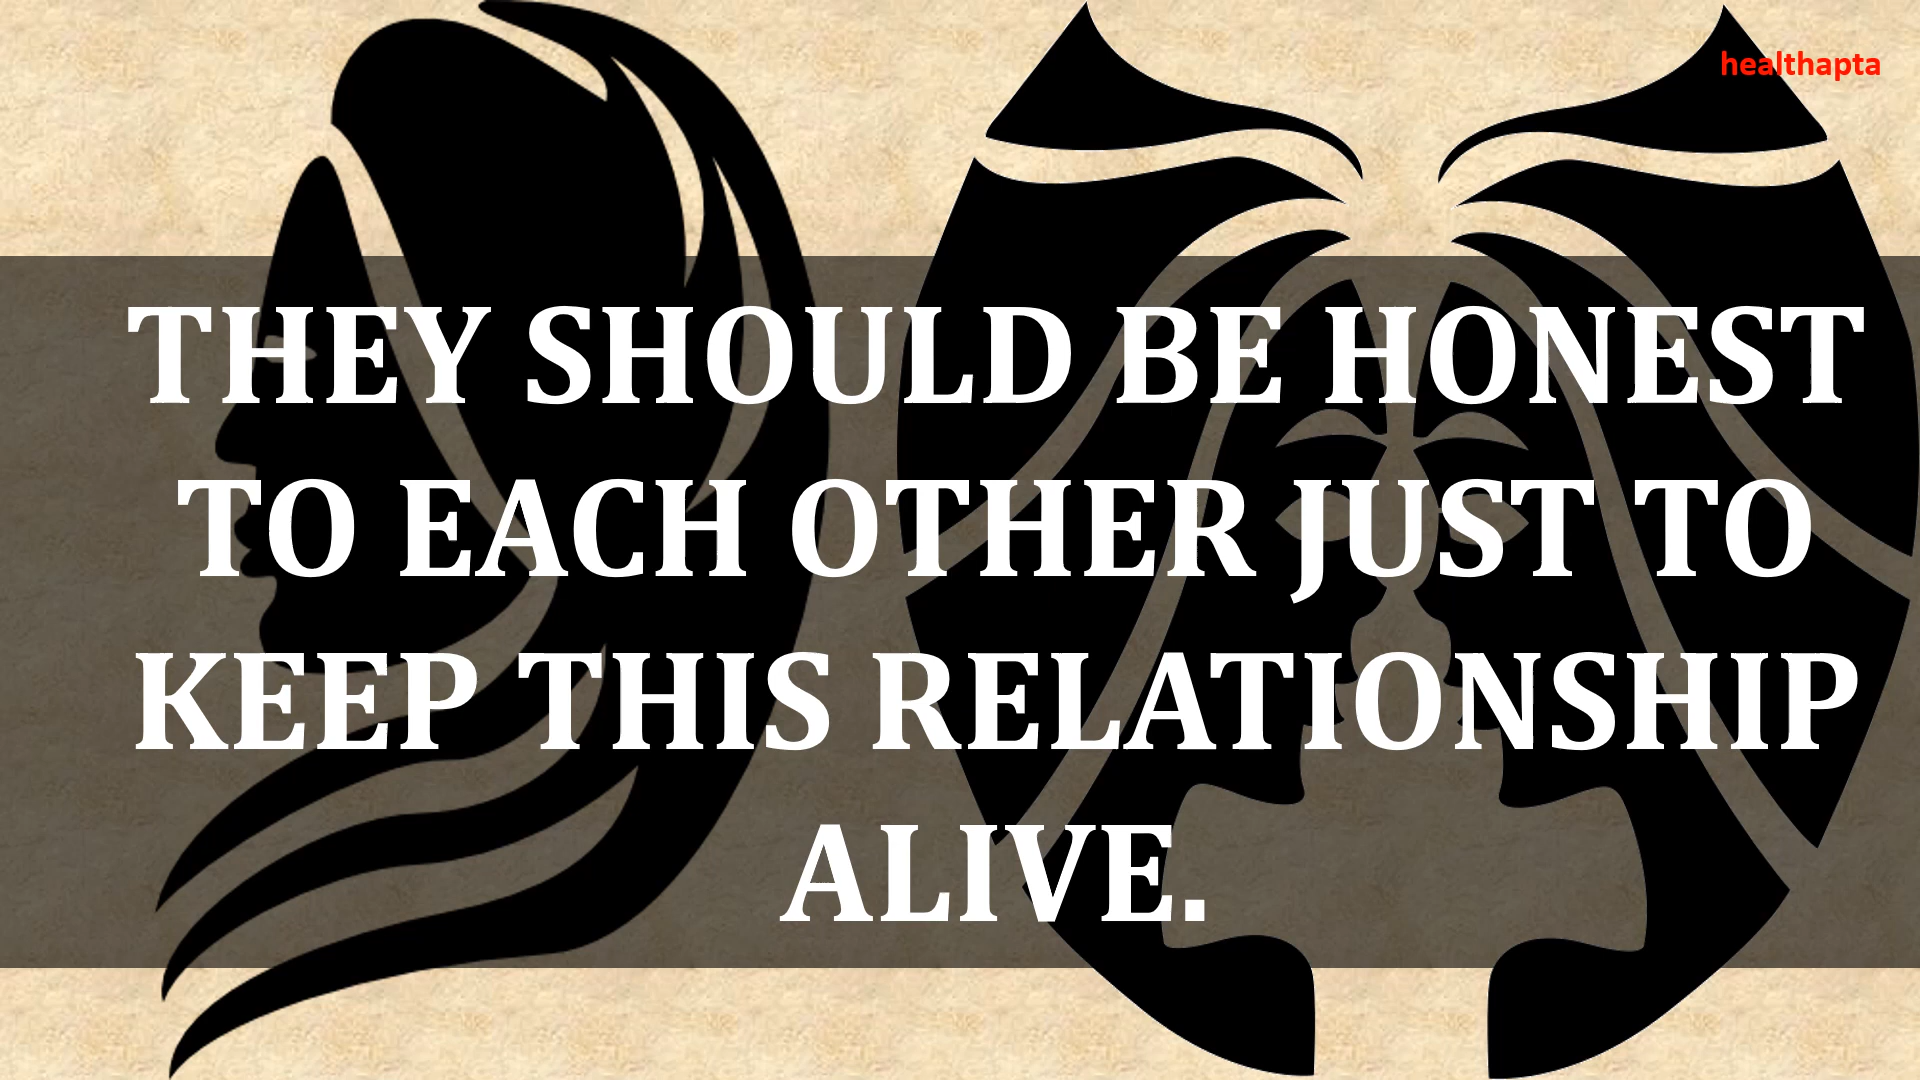 healthapta
THEY SHOULD BE HONEST
TO EACH OTHER JUST TO
KEEP THIS RELATIONSHIP
ALIVE.